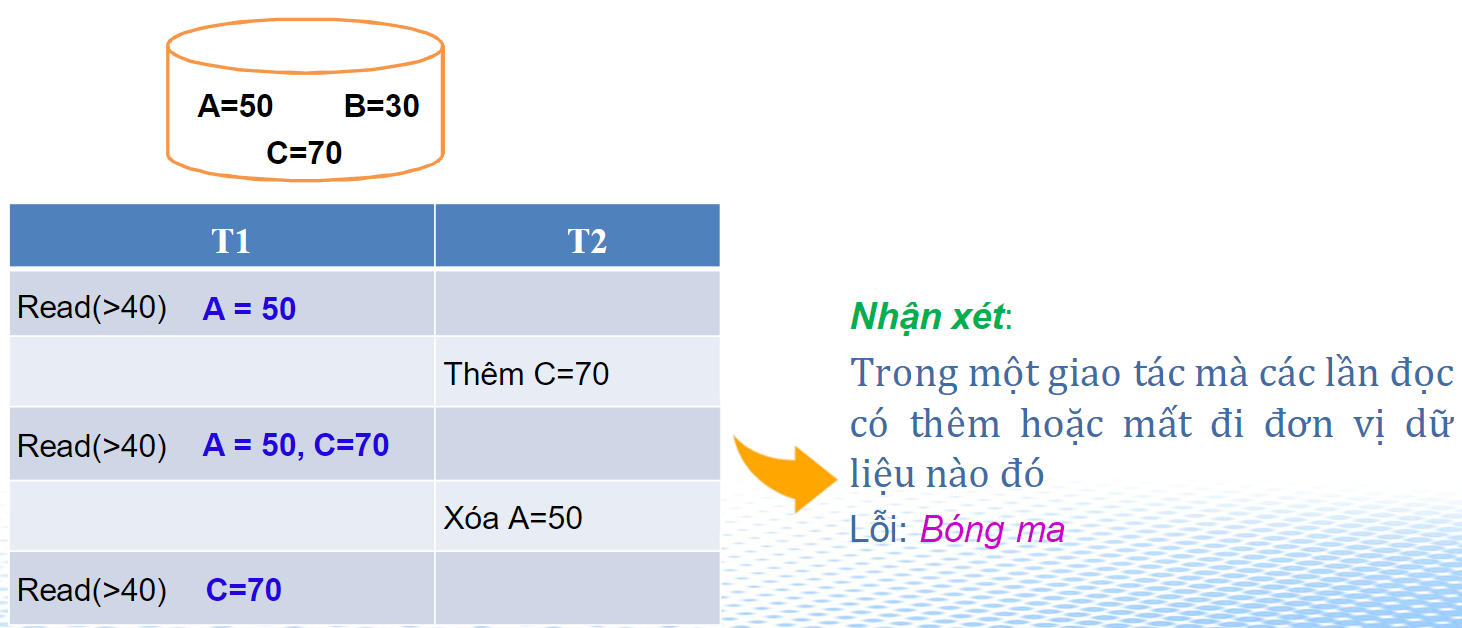 A=50 B=30
C=70
T1 T2
Read(>40) A = 50
Thêm C=70
Read(>40) A = 50, C=70
Xóa A=50
Read(>40) C=70
Nhận xét:
Trong một giao tác mà các lần đọc
có thêm hoặc mất đi đơn vị dữ
liệu nào đó
Lỗi: Bóng ma